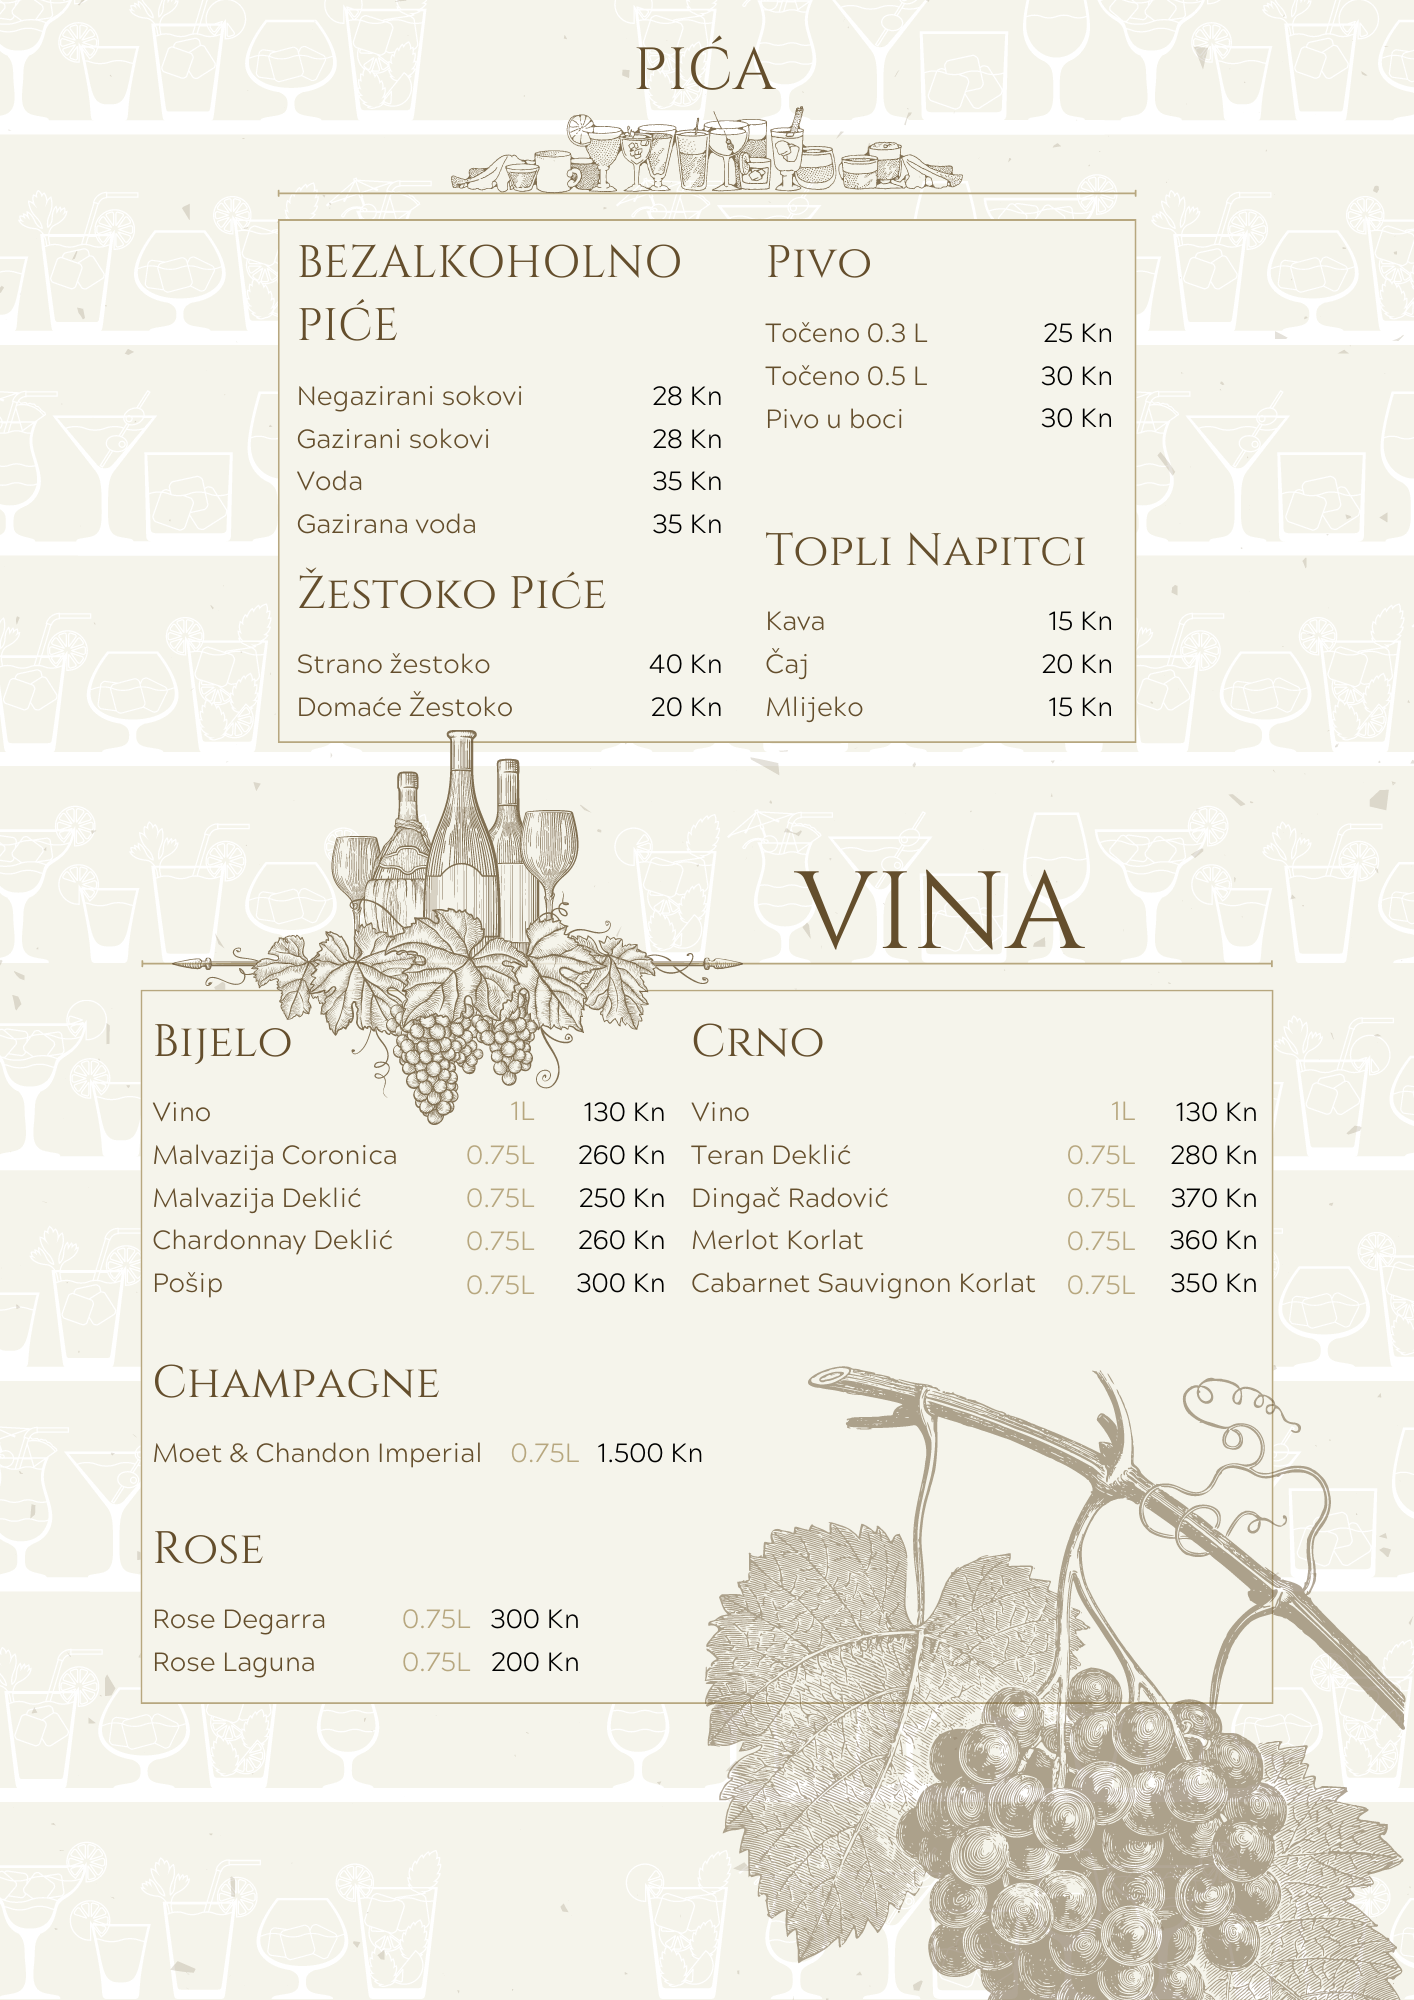 PIĆA
BEZALKOHOLNO
PIĆE
Negazirani sokovi 28 Kn
Gazirani sokovi 28 Kn
Voda 35 Kn
Gazirana voda 35 Kn
Žestoko Piće
Strano žestoko 40 Kn
Domaće Žestoko 20 Kn
Pivo
Točeno 0.3 L 25 Kn
Točeno 0.5 L 30 Kn
Pivo u boci 30 Kn
Topli Napitci
Kava 15 Kn
Čaj 20 Kn
Mlijeko 15 Kn
VINA
Bijelo
Vino 1L 130 Kn
Malvazija Coronica 0.75L 260 Kn
Malvazija Deklić 0.75L 250 Kn
Chardonnay Deklić 0.75L 260 Kn
Pošip 0.75L 300 Kn
Crno
Vino 1L 130 Kn
Teran Deklić 0.75L 280 Kn
Dingač Radović 0.75L 370 Kn
Merlot Korlat 0.75L 360 Kn
Cabarnet Sauvignon Korlat 0.75L 350 Kn
Champagne
Moet & Chandon Imperial 0.75L 1.500 Kn
Rose
Rose Degarra 0.75L 300 Kn
Rose Laguna 0.75L 200 Kn